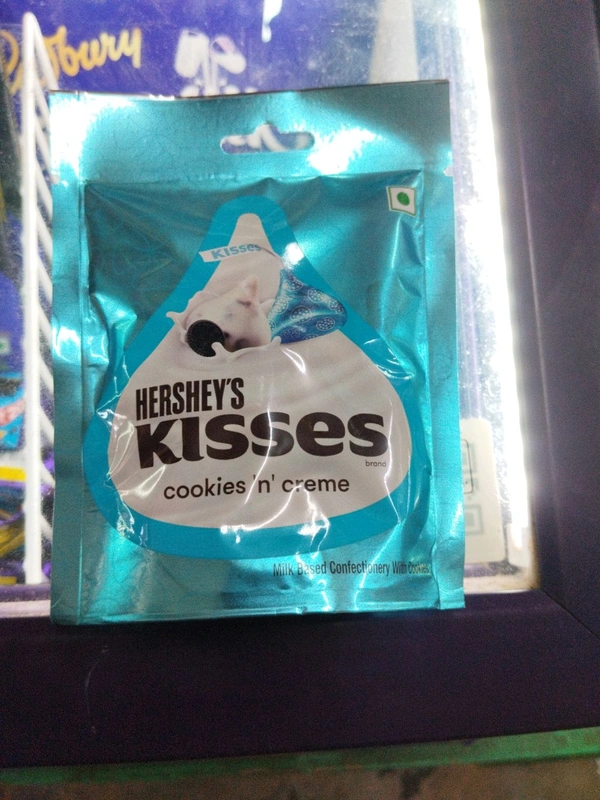 Cadbury
KISSES
HERSHEY'S
KISSES
brand
cookies 'n' creme
Milk Based Confectionery With Cookies